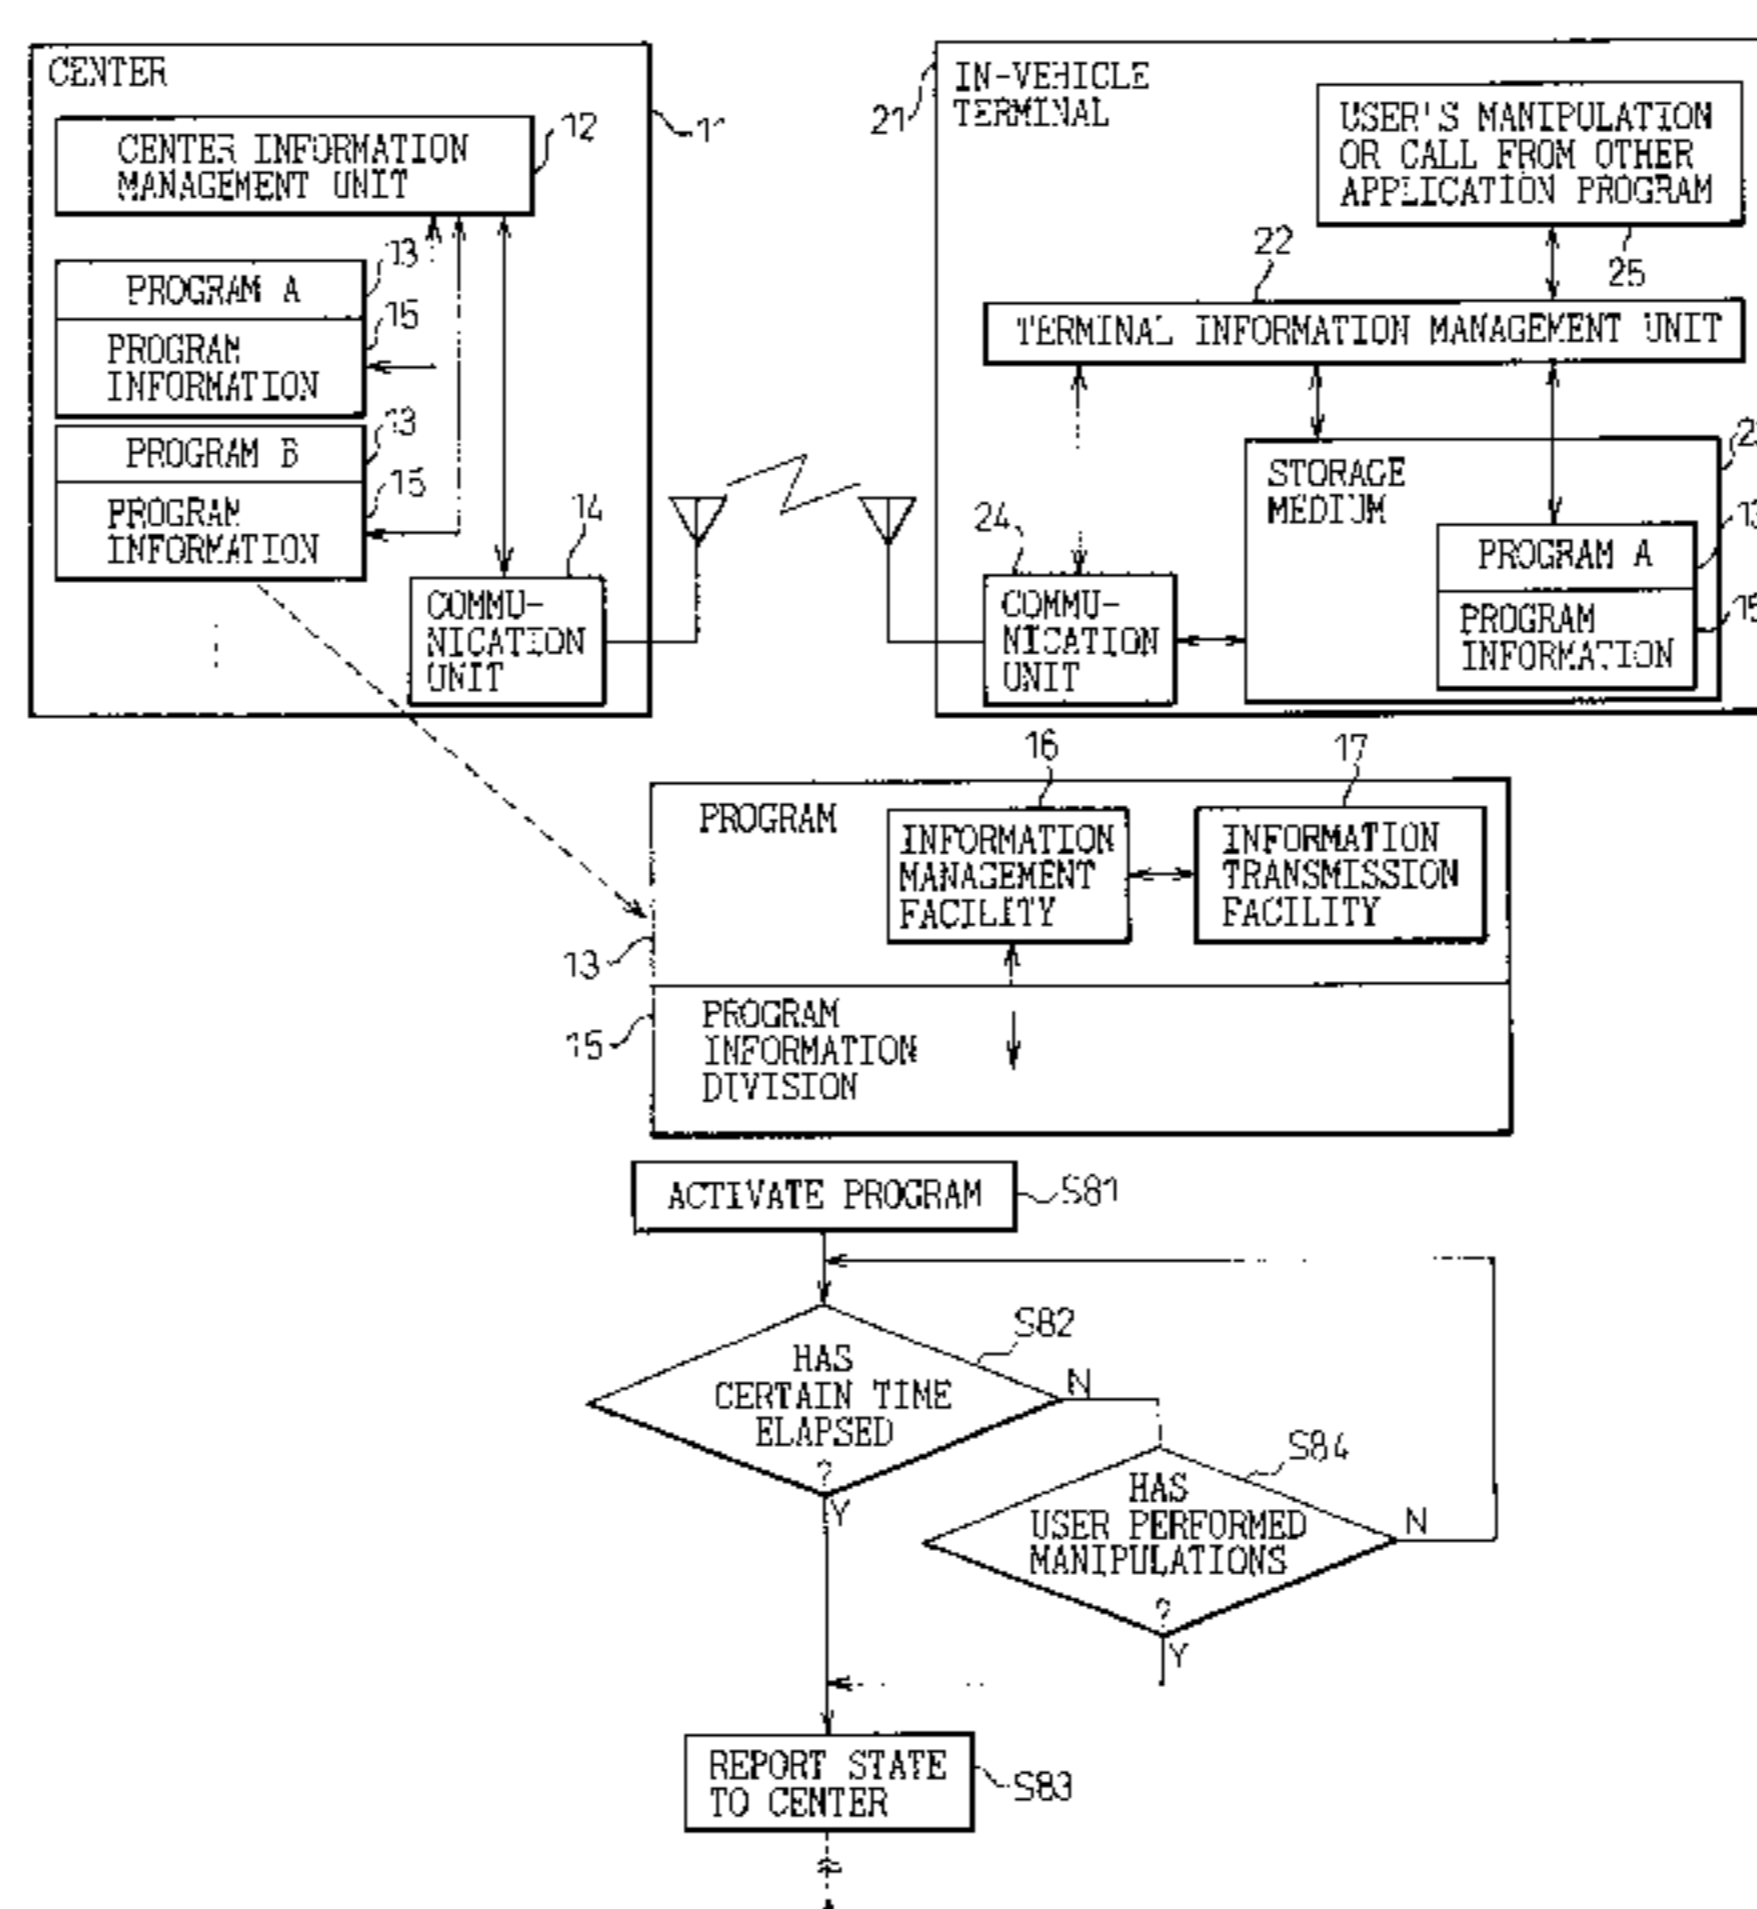 CENTER
11
CENTER INFORMATION
MANAGEMENT UNIT
12
PROGRAM A
13
PROGRAM
INFORMATION
15
PROGRAM B
13
PROGRAM
INFORMATION
15
COMMU-
NICATION
UNIT
14
IN-VEHICLE
TERMINAL
21
USER'S MANIPULATION
OR CALL FROM OTHER
APPLICATION PROGRAM
25
22
TERMINAL INFORMATION MANAGEMENT UNIT
STORAGE
MEDIUM
24
COMMU-
NICATION
UNIT
PROGRAM A
PROGRAM
INFORMATION
16
17
PROGRAM
INFORMATION
MANAGEMENT
FACILITY
INFORMATION
TRANSMISSION
FACILITY
13
PROGRAM
INFORMATION
DIVISION
15
ACTIVATE PROGRAM
S81
HAS
CERTAIN TIME
ELAPSED
?
S82
N
Y
HAS
USER PERFORMED
MANIPULATIONS
?
S84
N
Y
REPORT STATE
TO CENTER
S83